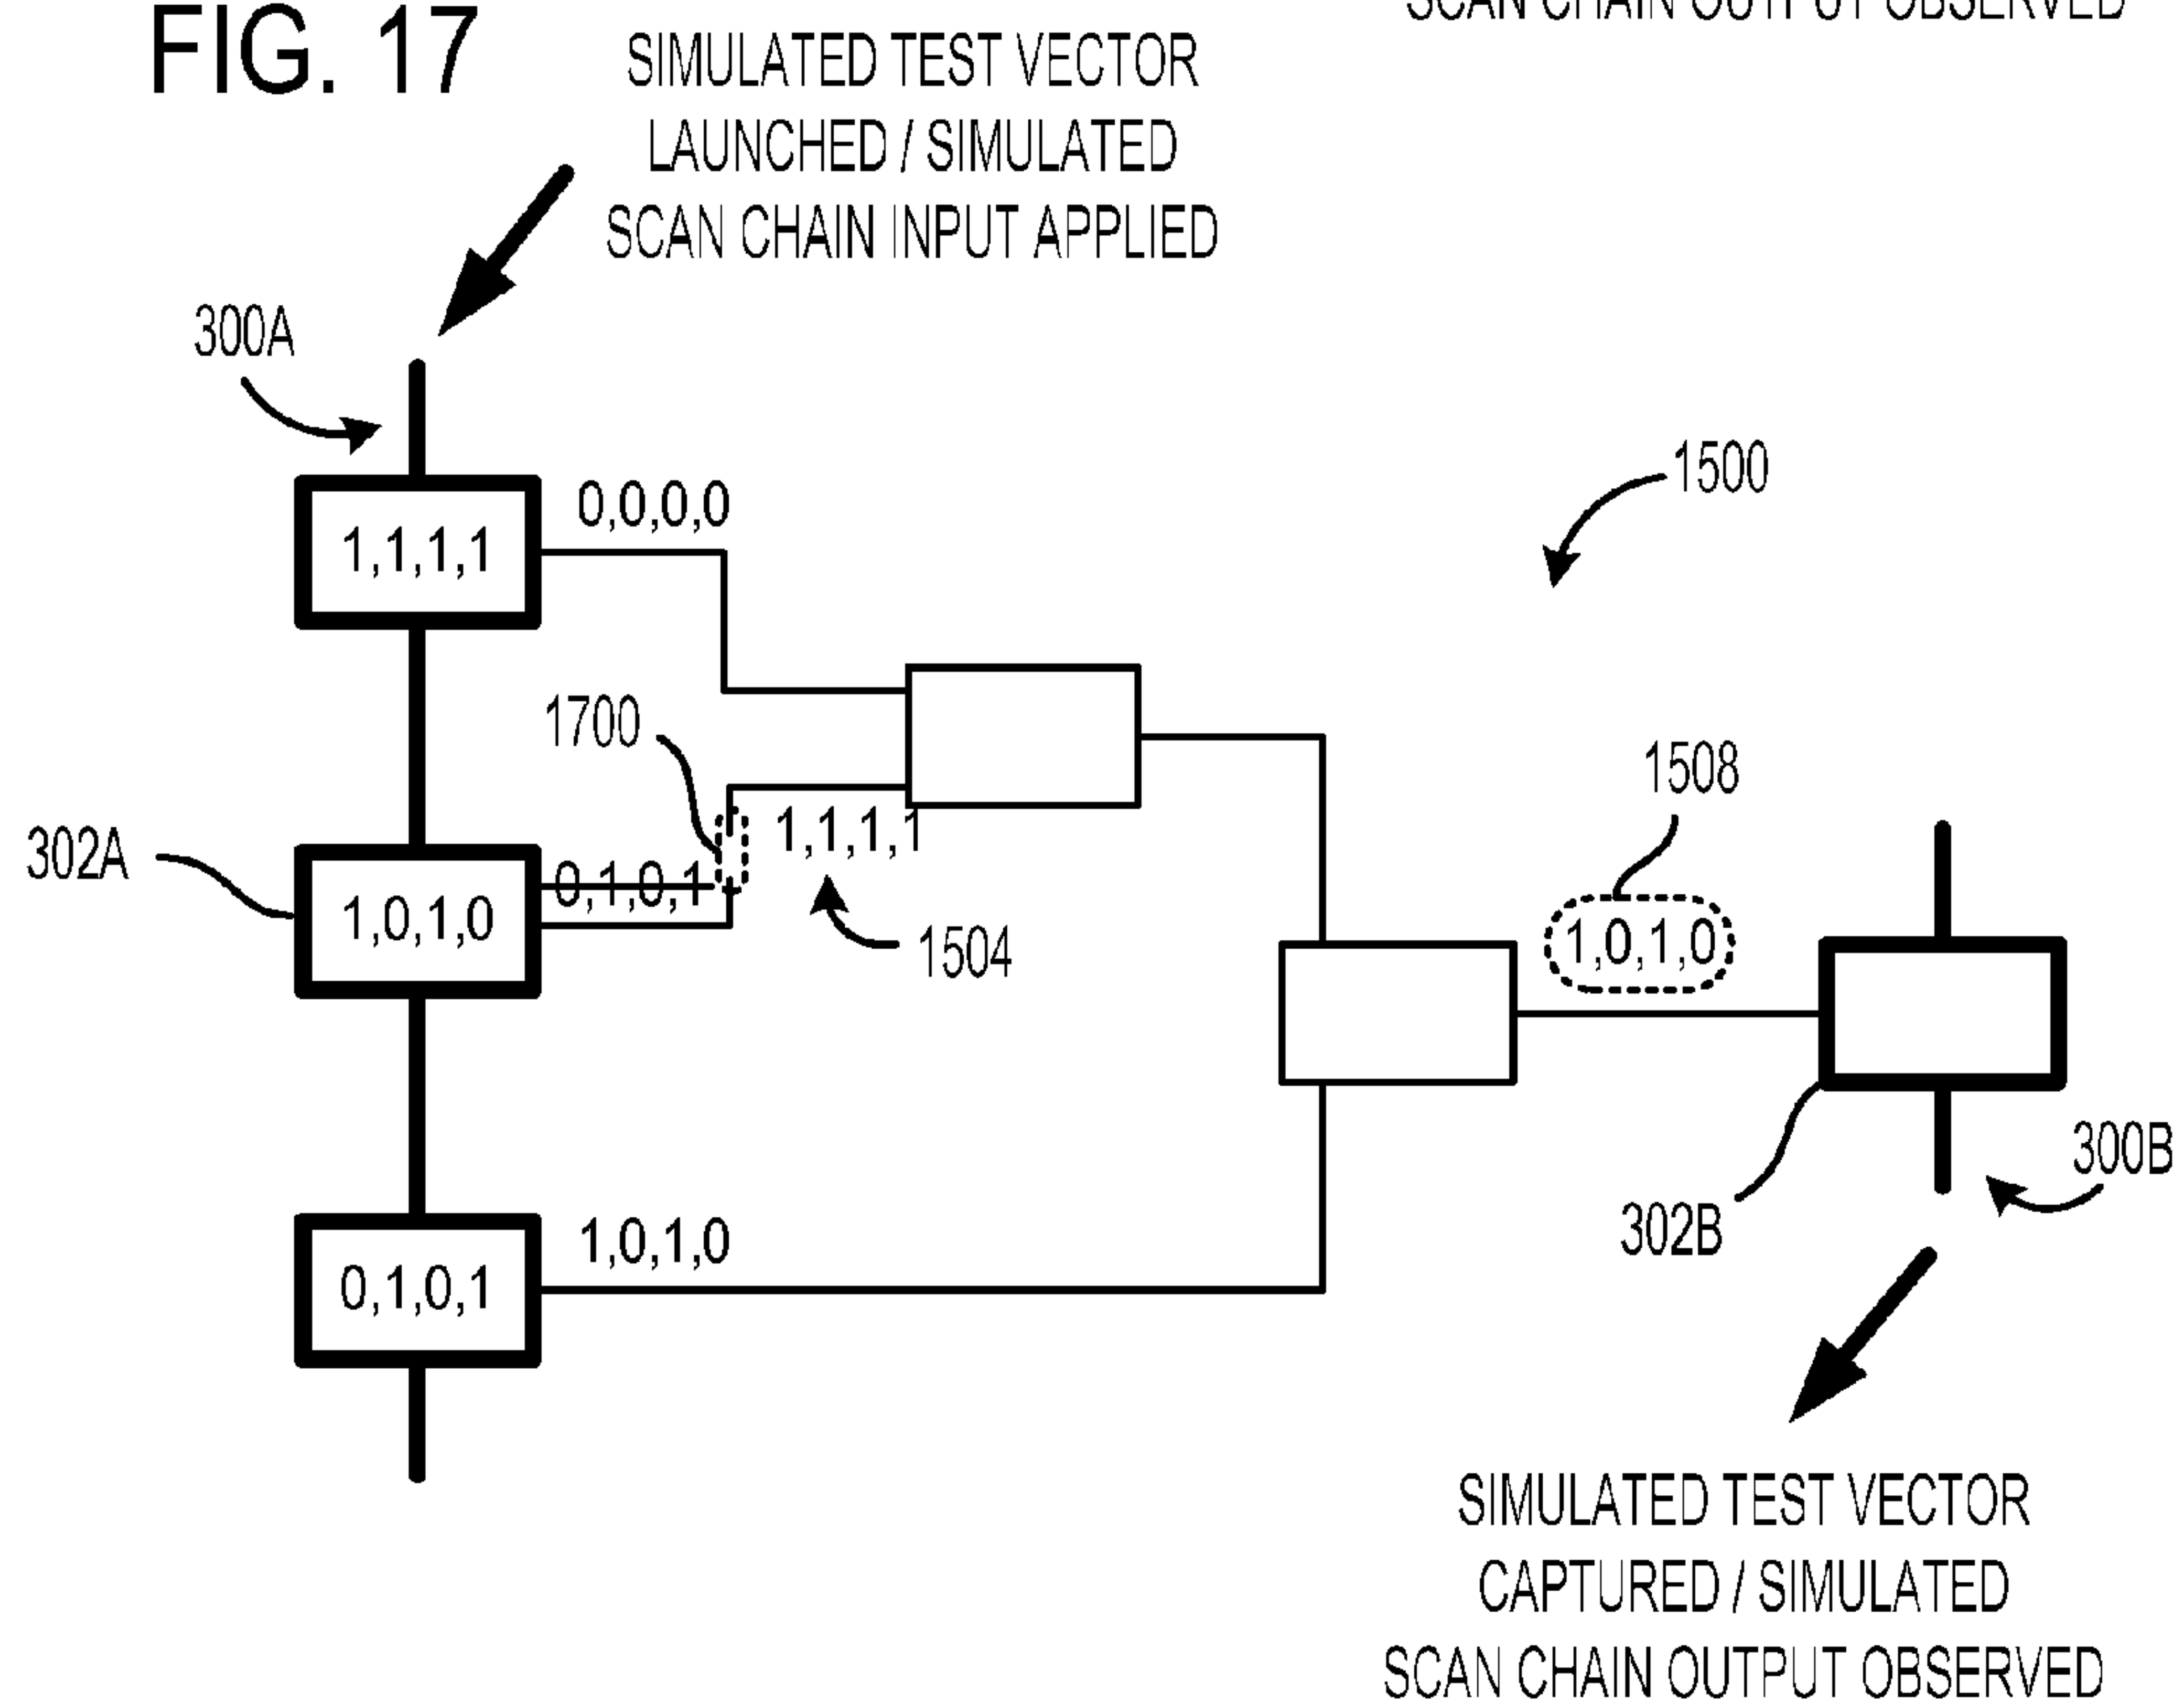 SCAN CHAIN OUTPUT OBSERVED
FIG. 17
SIMULATED TEST VECTOR
LAUNCHED / SIMULATED
SCAN CHAIN INPUT APPLIED
300A
1500
0,0,0,0
1,1,1,1
1700
1508
1,1,1,1
302A
0,1,0,1
1,0,1,0
1504
1,0,1,0
300B
302B
1,0,1,0
0,1,0,1
SIMULATED TEST VECTOR
CAPTURED / SIMULATED
SCAN CHAIN OUTPUT OBSERVED